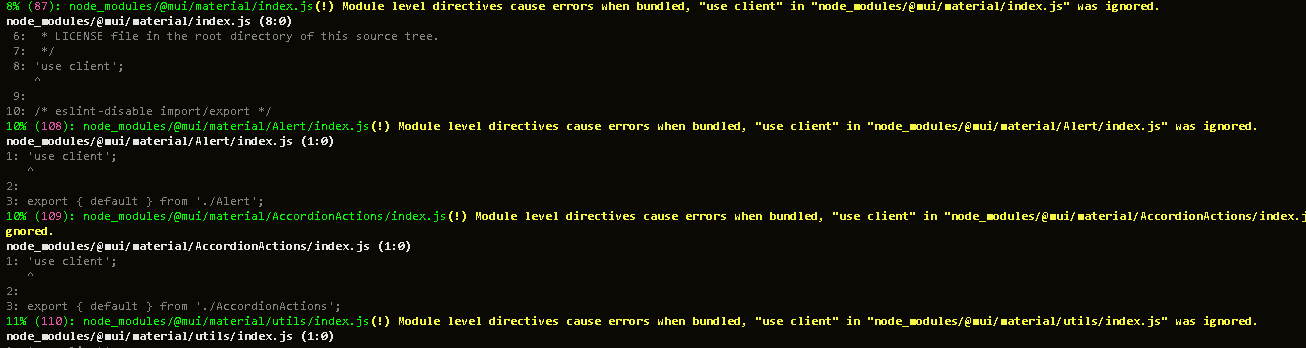 8% (87): node_modules/@mui/material/index.js(!) Module level directives cause errors when bundled, "use client" in "node_modules/@mui/material/index.js" was ignored.
node_modules/@mui/material/index.js (8:0)
 6:  * LICENSE file in the root directory of this source tree.
 7:  */
 8: 'use client';
    ^
 9:
10: /* eslint-disable import/export */
10% (108): node_modules/@mui/material/Alert/index.js(!) Module level directives cause errors when bundled, "use client" in "node_modules/@mui/material/Alert/index.js" was ignored.
node_modules/@mui/material/Alert/index.js (1:0)
1: 'use client';
   ^
2:
3: export { default } from './Alert';
10% (109): node_modules/@mui/material/AccordionActions/index.js(!) Module level directives cause errors when bundled, "use client" in "node_modules/@mui/material/AccordionActions/index.j
gnored.
node_modules/@mui/material/AccordionActions/index.js (1:0)
1: 'use client';
   ^
2:
3: export { default } from './AccordionActions';
11% (110): node_modules/@mui/material/utils/index.js(!) Module level directives cause errors when bundled, "use client" in "node_modules/@mui/material/utils/index.js" was ignored.
node_modules/@mui/material/utils/index.js (1:0)